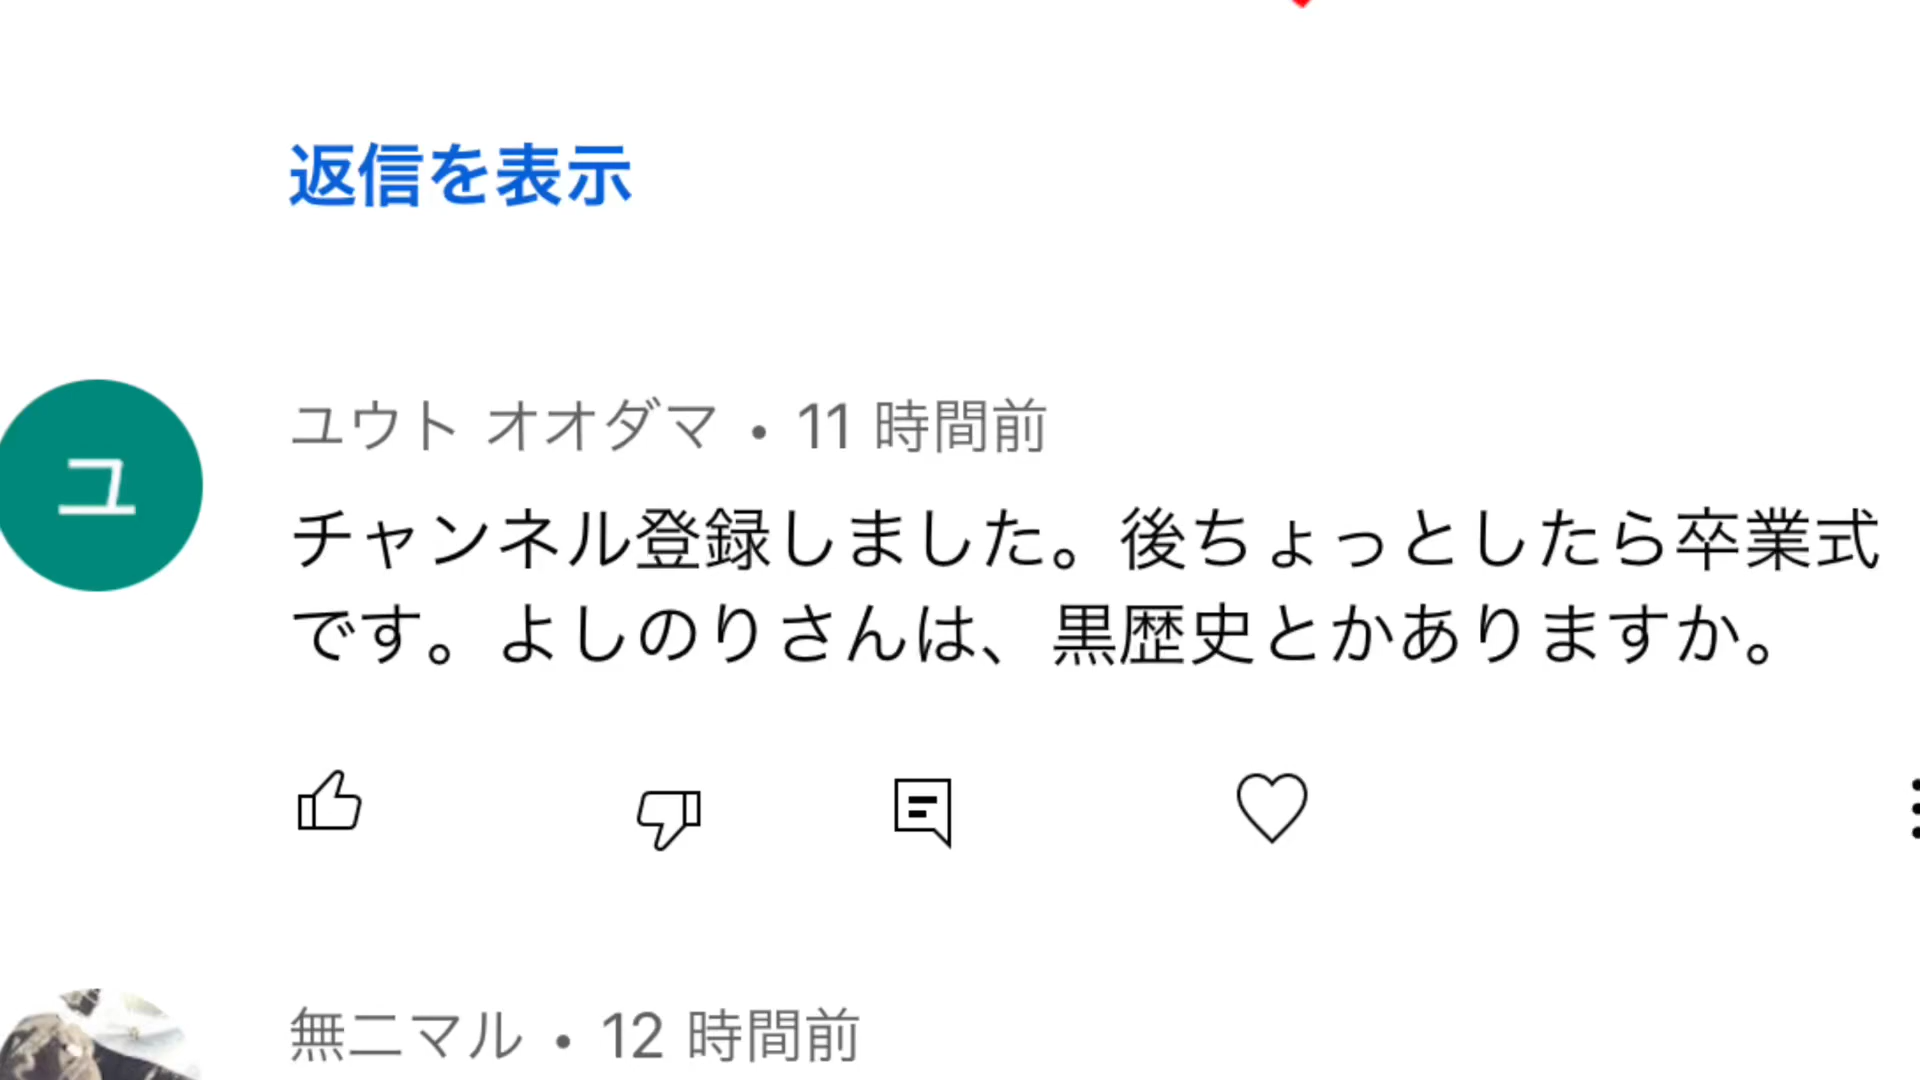 返信を表示
ユ
ユウト オオダマ • 11 時間前
チャンネル登録しました。後ちょっとしたら卒業式
です。よしのりさんは、黒歴史とかありますか。
無二マル • 12 時間前